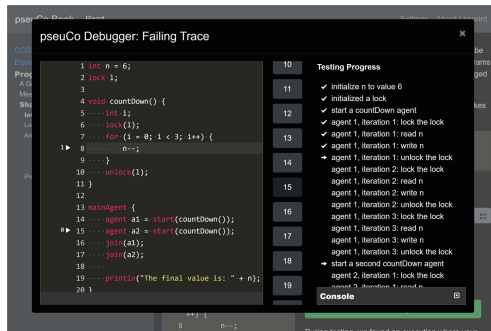 pseuCo Book Read Settings About / Imprint
pseuCo Debugger: Failing Trace
×
1 int n = 6;
2 lock l;
3
4 void countDown() {
5 ····int i;
6 ····lock(l);
7 ····for (i = 0; i < 3; i++) {
1▶ 8 ········n--;
9 ····}
10 ····unlock(l);
11 }
12
13 mainAgent {
14 ····agent a1 = start(countDown());
0▶ 15 ····agent a2 = start(countDown());
16 ····join(a1);
17 ····join(a2);
18 ····
19 ····println("The final value is: " + n);
20 }
10
11
12
13
14
15
16
17
18
19
Testing Progress
✔ initialize n to value 6
✔ initialized a lock
✔ start a countDown agent
✔ agent 1, iteration 1: lock the lock
✔ agent 1, iteration 1: read n
✔ agent 1, iteration 1: write n
➜ agent 1, iteration 1: unlock the lock
agent 1, iteration 2: lock the lock
agent 1, iteration 2: read n
agent 1, iteration 2: write n
agent 1, iteration 2: unlock the lock
agent 1, iteration 3: lock the lock
agent 1, iteration 3: read n
agent 1, iteration 3: write n
agent 1, iteration 3: unlock the lock
➜ start a second countDown agent
agent 2, iteration 1: lock the lock
agent 2, iteration 1: read n
Console
++) {
8 n--;